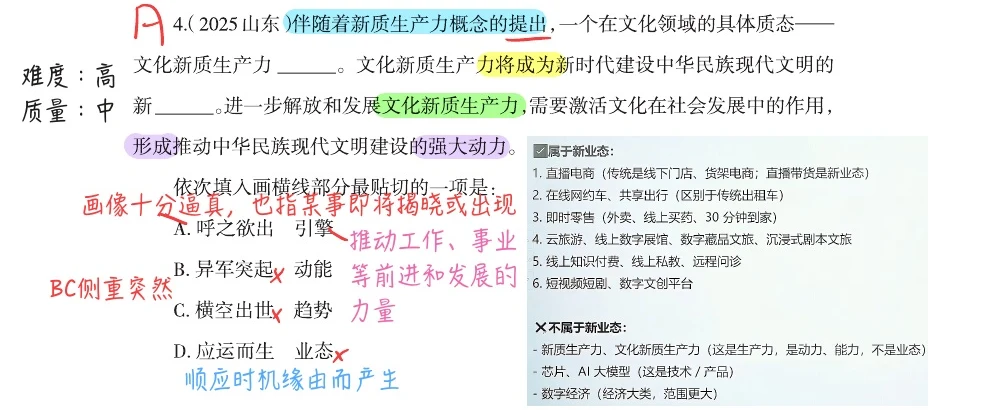 A 4.(2025山东)伴随着新质生产力概念的提出,一个在文化领域的具体质态——
文化新质生产力______。文化新质生产力将成为新时代建设中华民族现代文明的
难度：高
质量：中
新______。进一步解放和发展文化新质生产力,需要激活文化在社会发展中的作用,
形成推动中华民族现代文明建设的强大动力。
依次填入画横线部分最贴切的一项是:
画像十分逼真，也指某事即将揭晓或出现
A. 呼之欲出 引擎
推动工作、事业
等前进和发展的
力量
B. 异军突起× 动能
BC侧重突然
C. 横空出世× 趋势
D. 应运而生 业态×
顺应时机缘由而产生
☑属于新业态：
1. 直播电商（传统是线下门店、货架电商；直播带货是新业态）
2. 在线网约车、共享出行（区别于传统出租车）
3. 即时零售（外卖、线上买药、30 分钟到家）
4. 云旅游、线上数字展馆、数字藏品文旅、沉浸式剧本文旅
5. 线上知识付费、线上私教、远程问诊
6. 短视频短剧、数字文创平台
❌不属于新业态：
- 新质生产力、文化新质生产力（这是生产力，是动力、能力，不是业态）
- 芯片、AI 大模型（这是技术 / 产品）
- 数字经济（经济大类，范围更大）